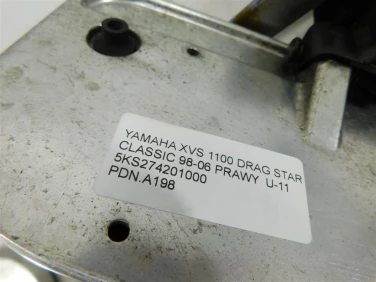 YAMAHA XVS 1100 DRAG STAR
CLASSIC 98-06 PRAWY U-11
5KS274201000
PDN.A198